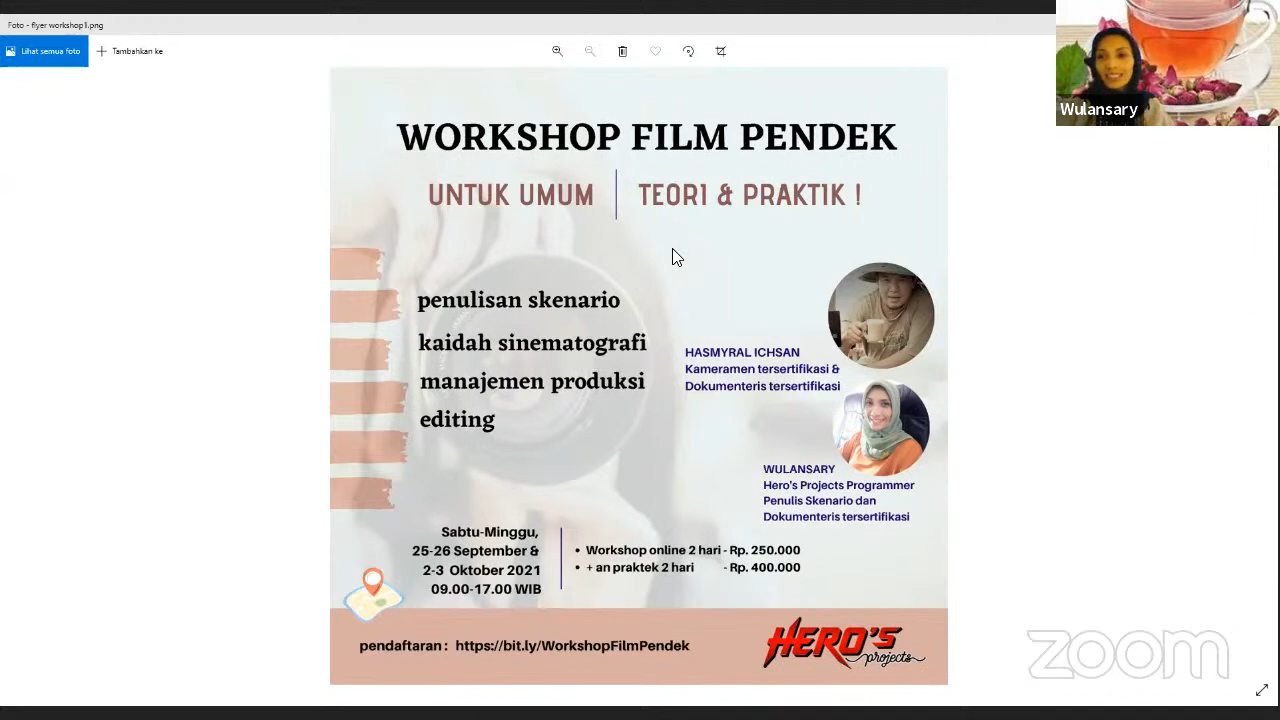 Foto - flyer workshop1.png
Lihat semua foto
Tambahkan ke
Wulansary
WORKSHOP FILM PENDEK
UNTUK UMUM
TEORI & PRAKTIK !
penulisan skenario
kaidah sinematografi
manajemen produksi
editing
HASMYRAL ICHSAN
Kameramen tersertifikasi &
Dokumenteris tersertifikasi
WULANSARY
Hero's Projects Programmer
Penulis Skenario dan
Dokumenteris tersertifikasi
Sabtu-Minggu,
25-26 September &
2-3 Oktober 2021
09.00-17.00 WIB
• Workshop online 2 hari - Rp. 250.000
• + an praktek 2 hari - Rp. 400.000
pendaftaran : https://bit.ly/WorkshopFilmPendek
HERO'S
projects
zoom